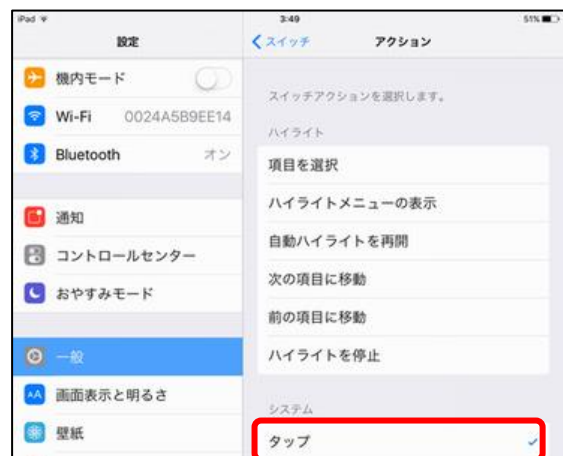 iPad
3:49
51%
設定
機内モード
Wi-Fi 0024A5B9EE14
Bluetooth オン
通知
コントロールセンター
おやすみモード
一般
AA 画面表示と明るさ
壁紙
スイッチ アクション
スイッチアクションを選択します。
ハイライト
項目を選択
ハイライトメニューの表示
自動ハイライトを再開
次の項目に移動
前の項目に移動
ハイライトを停止
システム
タップ